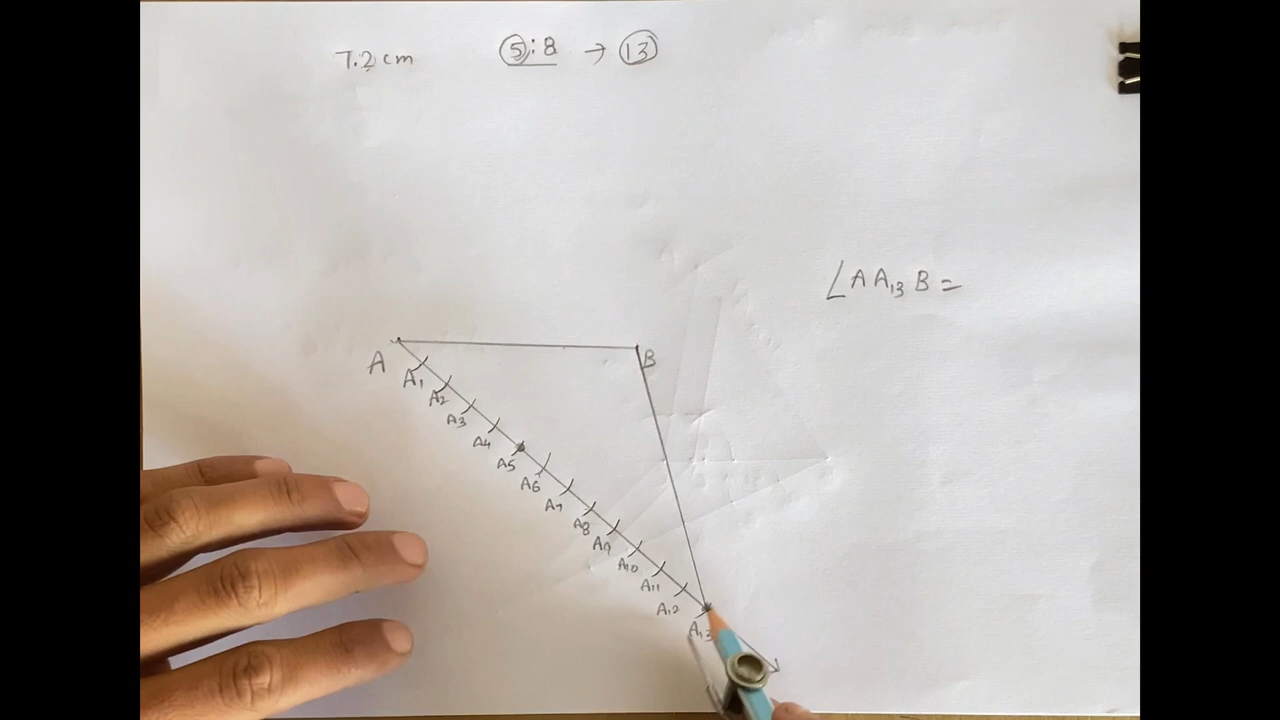 7.2 cm 5:8 → 13
∠AA₁₃B =
A B
A₁
A₂
A₃
A₄
A₅
A₆
A₇
A₈
A₉
A₁₀
A₁₁
A₁₂
A₁₃